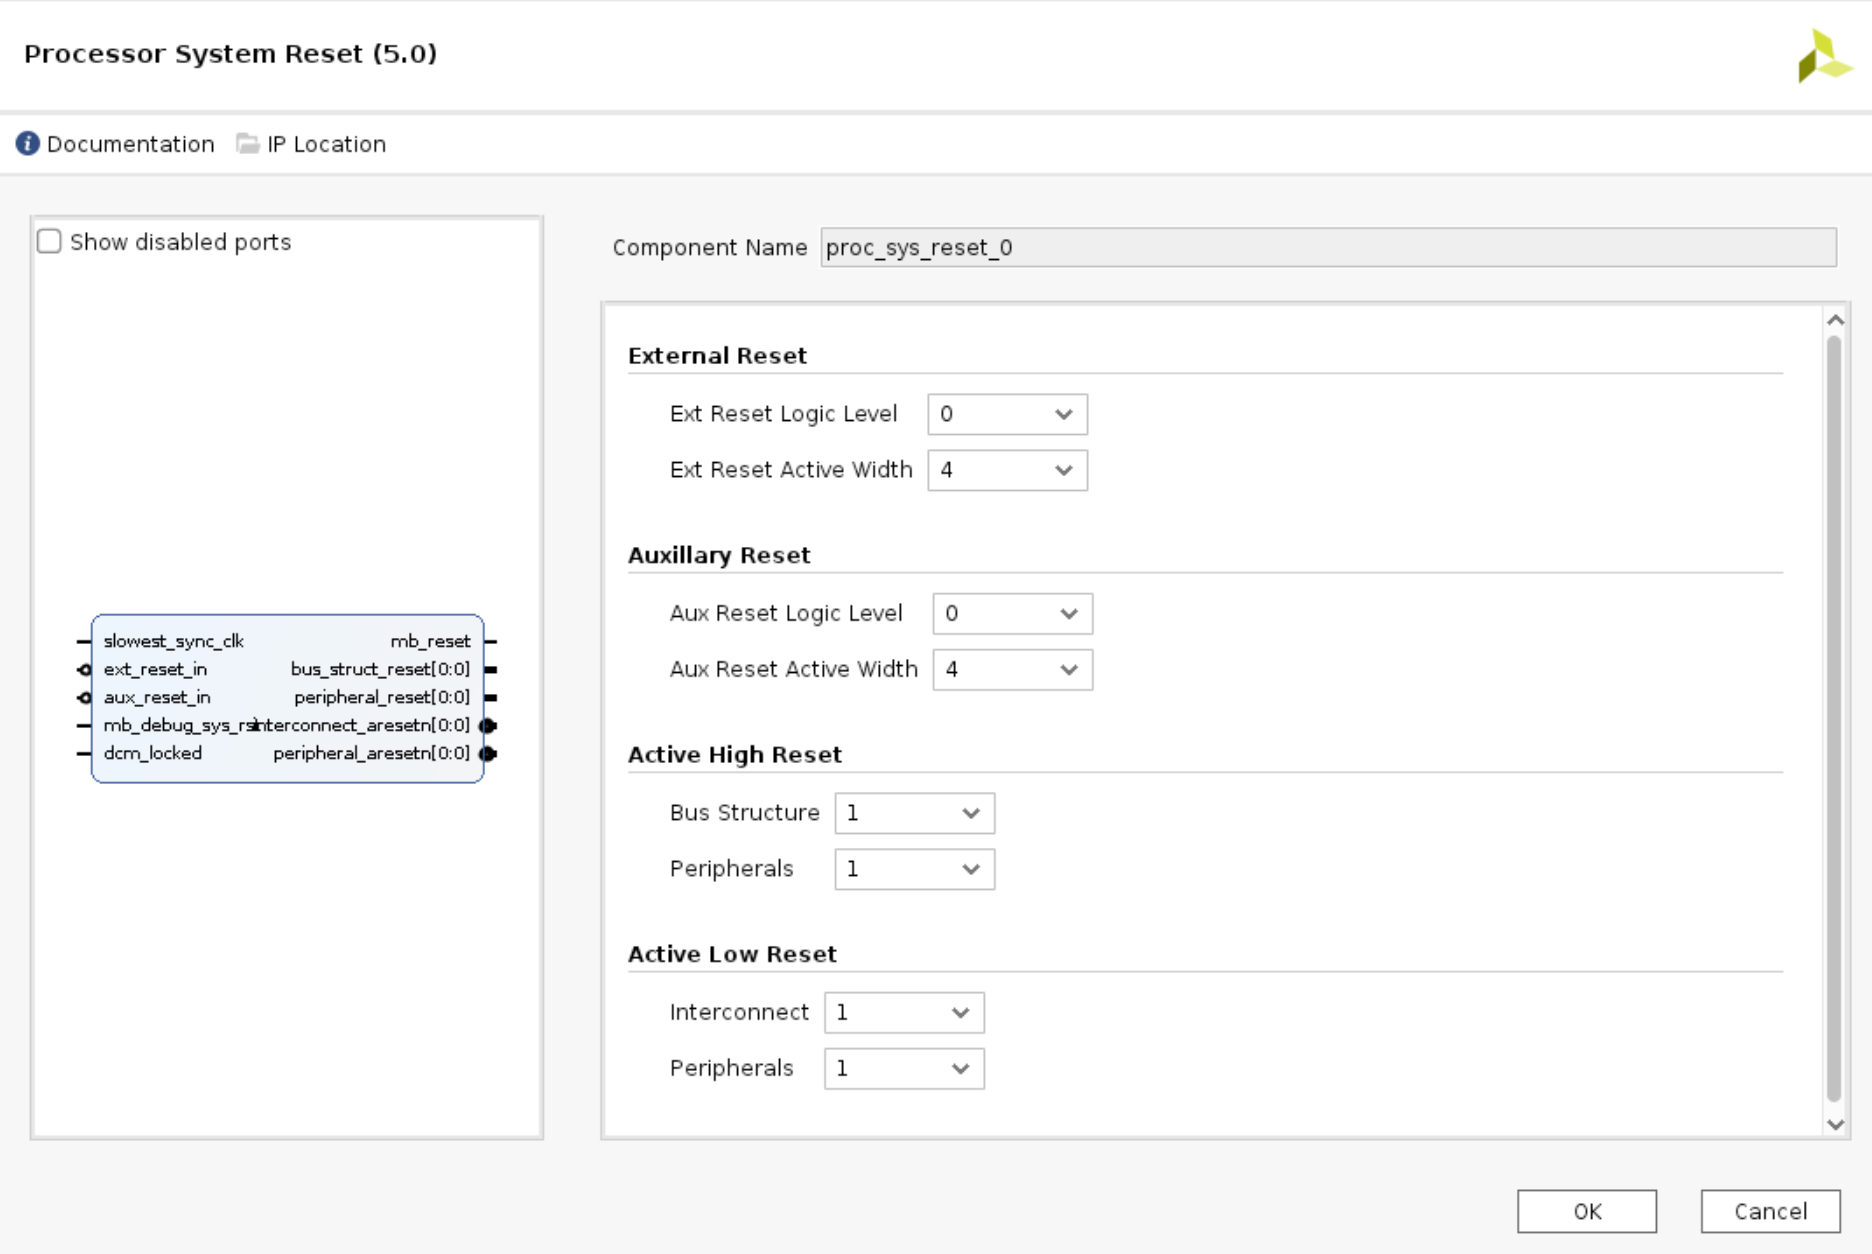 Processor System Reset (5.0)
Documentation IP Location
Show disabled ports
slowest_sync_clk mb_reset
ext_reset_in bus_struct_reset[0:0]
aux_reset_in peripheral_reset[0:0]
interconnect_aresetn[0:0]
dcm_locked peripheral_aresetn[0:0]
Component Name proc_sys_reset_0
External Reset
Ext Reset Logic Level 0
Ext Reset Active Width 4
Auxillary Reset
Aux Reset Logic Level 0
Aux Reset Active Width 4
Active High Reset
Bus Structure 1
Peripherals 1
Active Low Reset
Interconnect 1
Peripherals 1
OK Cancel